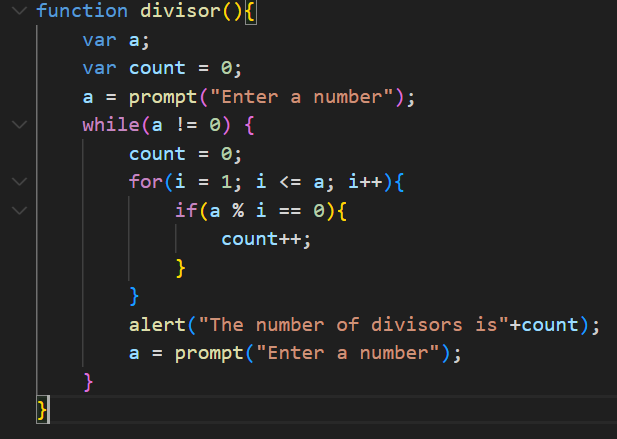 function divisor(){
    var a;
    var count = 0;
    a = prompt("Enter a number");
    while(a != 0) {
        count = 0;
        for(i = 1; i <= a; i++){
            if(a % i == 0){
                count++;
            }
        }
        alert("The number of divisors is"+count);
        a = prompt("Enter a number");
    }
}